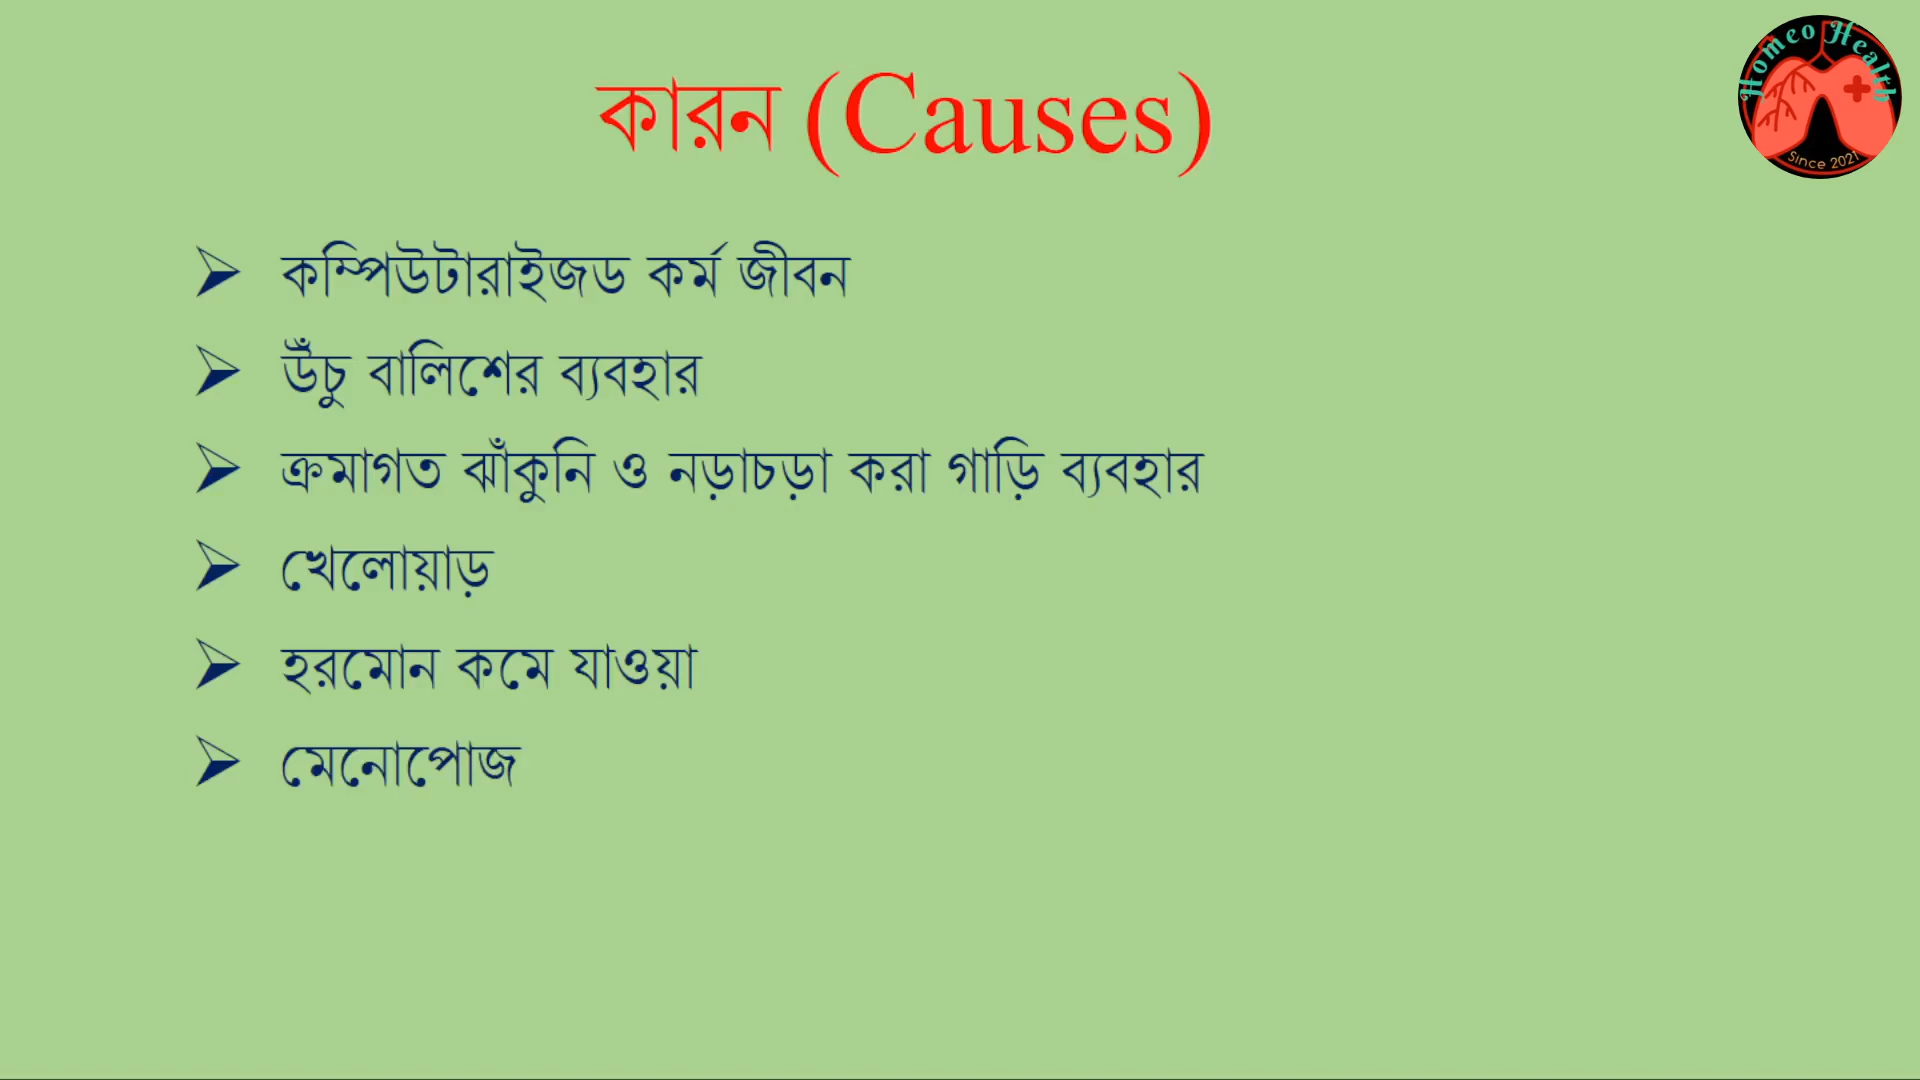 কারন (Causes)
Homeo Health
Since 2021
➢ কম্পিউটারাইজড কর্ম জীবন
➢ উঁচু বালিশের ব্যবহার
➢ ক্রমাগত ঝাঁকুনি ও নড়াচড়া করা গাড়ি ব্যবহার
➢ খেলোয়াড়
➢ হরমোন কমে যাওয়া
➢ মেনোপোজ